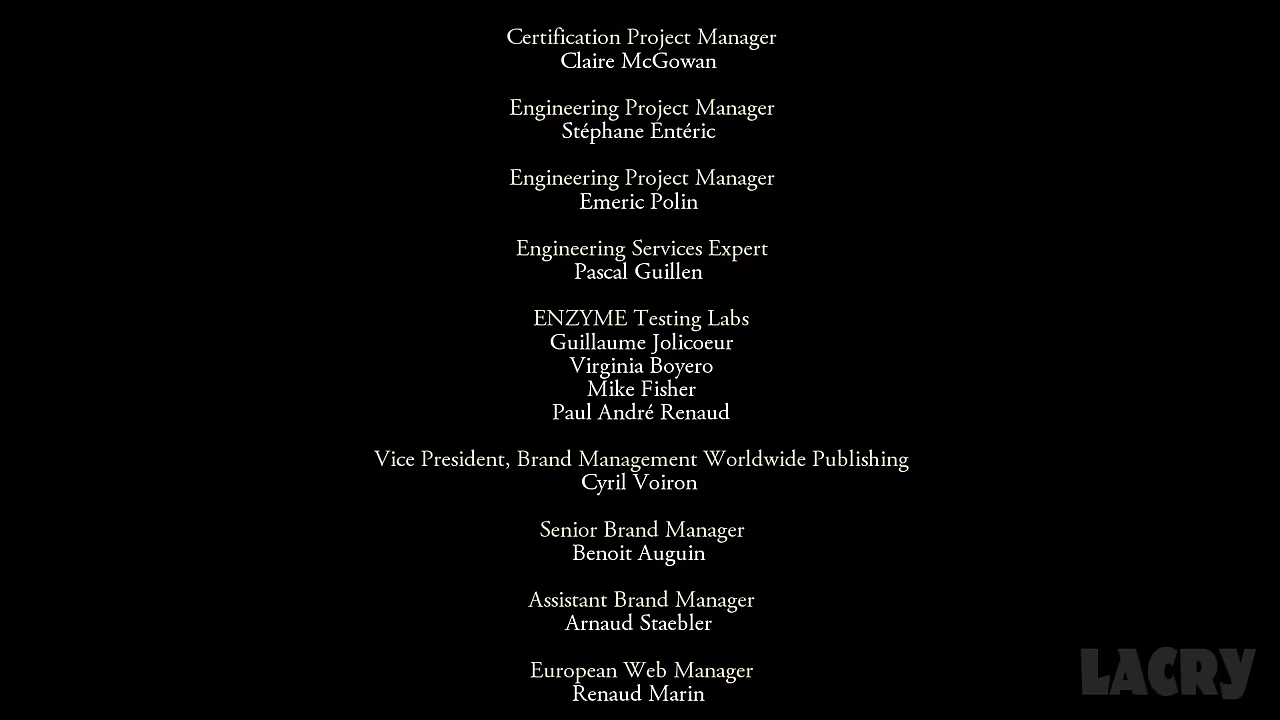 Certification Project Manager
Claire McGowan
Engineering Project Manager
Stéphane Entéric
Engineering Project Manager
Emeric Polin
Engineering Services Expert
Pascal Guillen
ENZYME Testing Labs
Guillaume Jolicoeur
Virginia Boyero
Mike Fisher
Paul André Renaud
Vice President, Brand Management Worldwide Publishing
Cyril Voiron
Senior Brand Manager
Benoit Auguin
Assistant Brand Manager
Arnaud Staebler
European Web Manager
Renaud Marin
LACRY